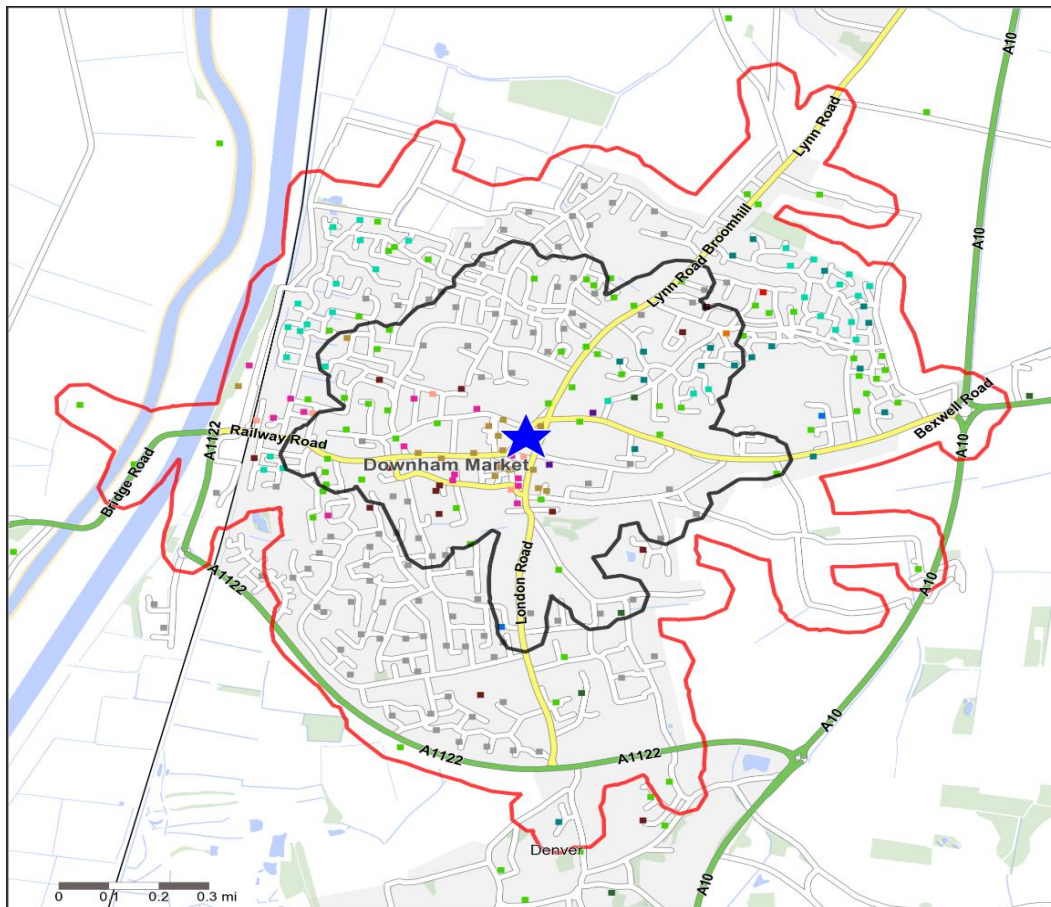 A10
Lynn Road
A10
Lynn Road Broomhill
Bexwell Road
A10
Railway Road
A1122
Downham Market
Bridge Road
London Road
A1122
A10
A10
A1122
A1122
Denver
A10
0 0.1 0.2 0.3 mi